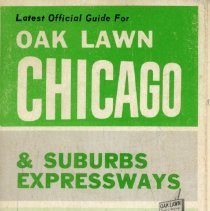 Latest Official Guide For
OAK LAWN
CHICAGO
& SUBURBS
EXPRESSWAYS
OAK LAWN